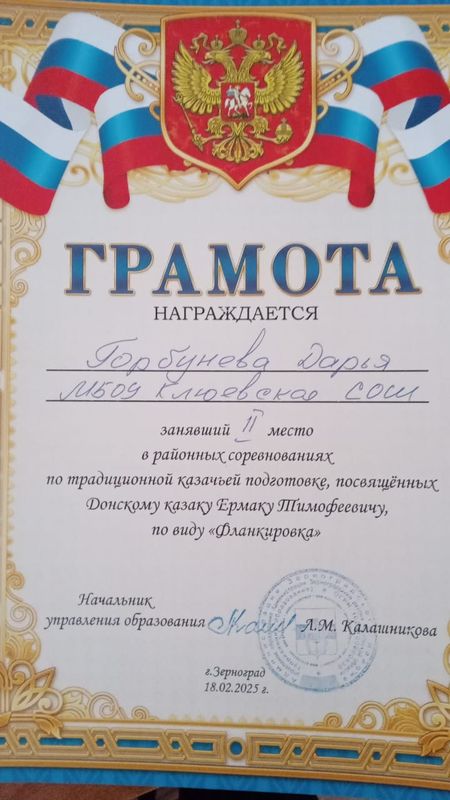 ГРАМОТА
НАГРАЖДАЕТСЯ
Горбунева Дарья
МБОУ Клюевская СОШ
занявший II место
в районных соревнованиях
по традиционной казачьей подготовке, посвящённых
Донскому казаку Ермаку Тимофеевичу,
по виду «Фланкировка»
Начальник
управления образования Л.М. Калашникова
г.Зерноград
18.02.2025 г.